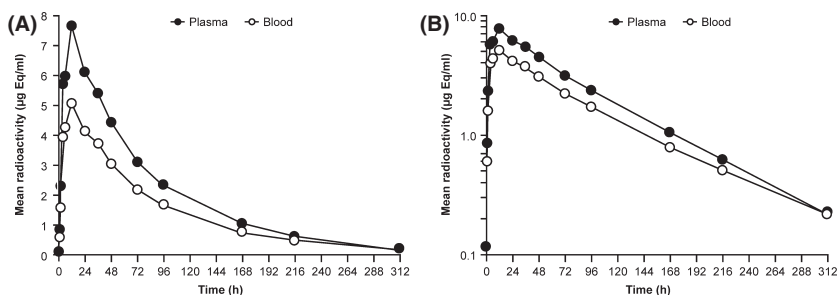 (A)
Plasma Blood
Mean radioactivity (µg Eq/ml)
8
7
6
5
4
3
2
1
0
0 24 48 72 96 120 144 168 192 216 240 264 288 312
Time (h)
(B)
Plasma Blood
Mean radioactivity (µg Eq/ml)
10.0
1.0
0.1
0 24 48 72 96 120 144 168 192 216 240 264 288 312
Time (h)